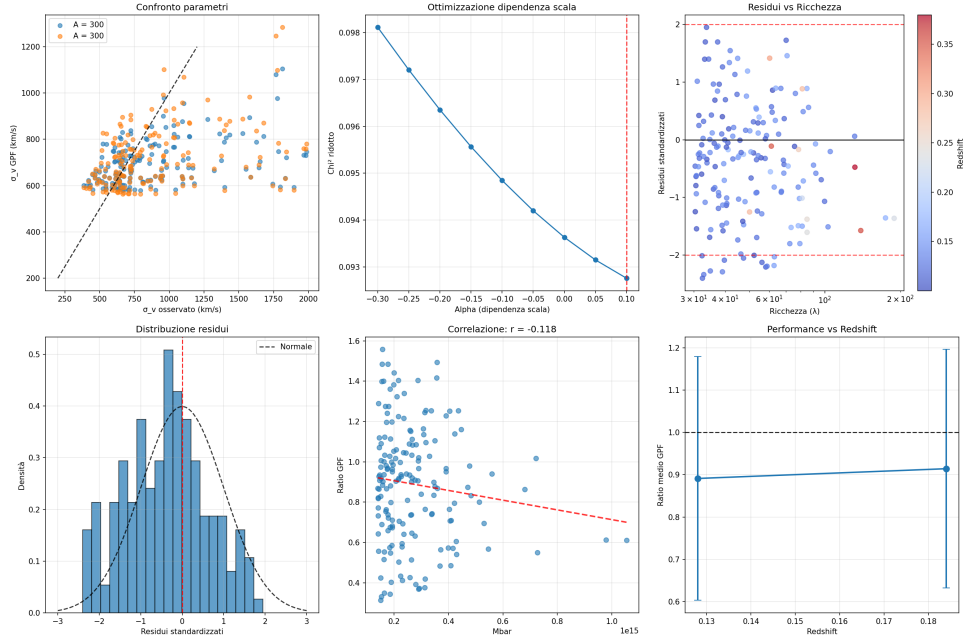 Confronto parametri
A = 300
A = 300
σ_v GPF (km/s)
1200
1000
800
600
400
200
250 500 750 1000 1250 1500 1750 2000
σ_v osservato (km/s)
Ottimizzazione dipendenza scala
Chi² ridotto
0.098
0.097
0.096
0.095
0.094
0.093
−0.30 −0.25 −0.20 −0.15 −0.10 −0.05 0.00 0.05 0.10
Alpha (dipendenza scala)
Residui vs Ricchezza
Residui standardizzati
2
1
0
−1
−2
3 × 10¹ 4 × 10¹ 6 × 10¹ 10² 2 × 10²
Ricchezza (λ)
0.35
0.30
0.25
0.20
0.15
Redshift
Distribuzione residui
Normale
Densità
0.5
0.4
0.3
0.2
0.1
0.0
−3 −2 −1 0 1 2 3
Residui standardizzati
Correlazione: r = -0.118
Ratio GPF
1.6
1.4
1.2
1.0
0.8
0.6
0.4
0.2 0.4 0.6 0.8 1.0
1e15
Mbar
Performance vs Redshift
Ratio medio GPF
1.2
1.1
1.0
0.9
0.8
0.7
0.6
0.13 0.14 0.15 0.16 0.17 0.18
Redshift